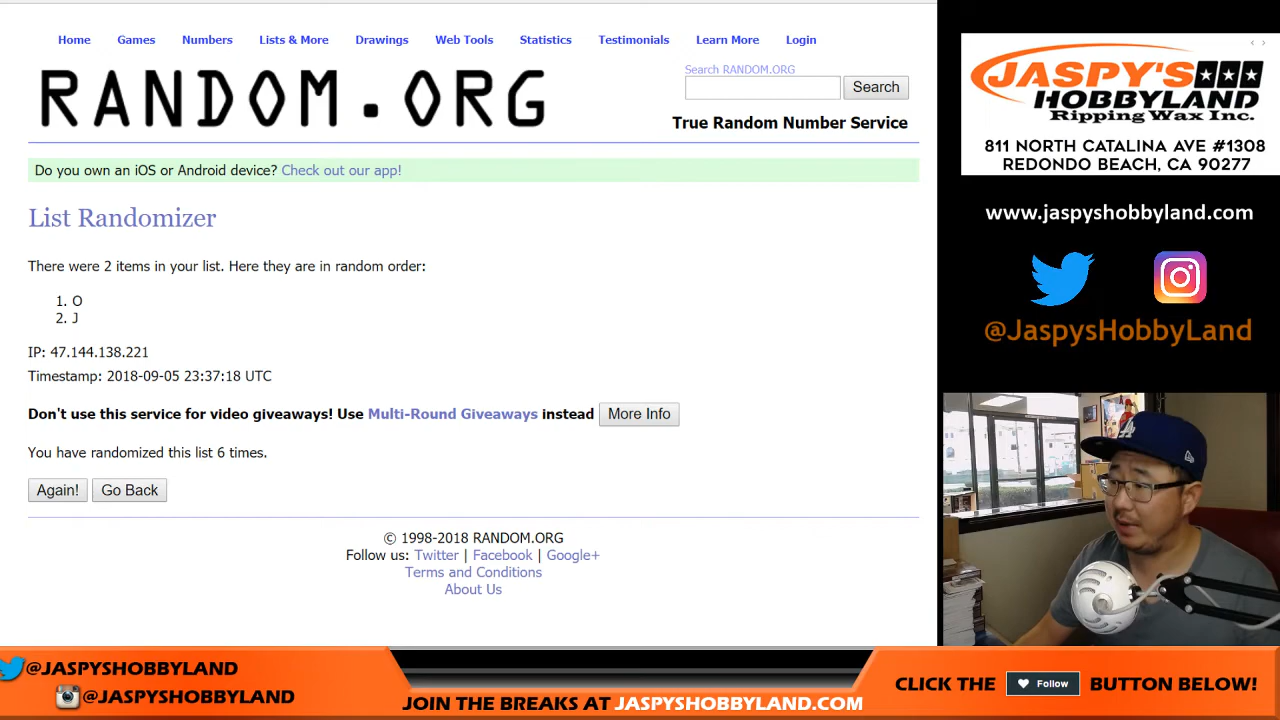 Home Games Numbers Lists & More Drawings Web Tools Statistics Testimonials Learn More Login
RANDOM.ORG
Search RANDOM.ORG
Search
True Random Number Service
Do you own an iOS or Android device? Check out our app!
List Randomizer
There were 2 items in your list. Here they are in random order:
1. O
2. J
IP: 47.144.138.221
Timestamp: 2018-09-05 23:37:18 UTC
Don't use this service for video giveaways! Use Multi-Round Giveaways instead More Info
You have randomized this list 6 times.
Again! Go Back
© 1998-2018 RANDOM.ORG
Follow us: Twitter | Facebook | Google+
Terms and Conditions
About Us
JASPY'S
HOBBYLAND
Ripping Wax Inc.
811 NORTH CATALINA AVE #1308
REDONDO BEACH, CA 90277
www.jaspyshobbyland.com
@JaspysHobbyLand
LA
@JASPYSHOBBYLAND
@JASPYSHOBBYLAND
JOIN THE BREAKS AT JASPYSHOBBYLAND.COM
CLICK THE Follow BUTTON BELOW!